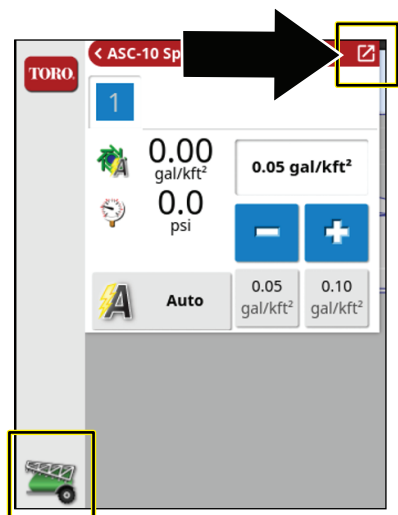 TORO.
< ASC-10 Sp
1
0.00
gal/kft²
0.05 gal/kft²
0.0
psi
A
Auto
0.05
gal/kft²
0.10
gal/kft²